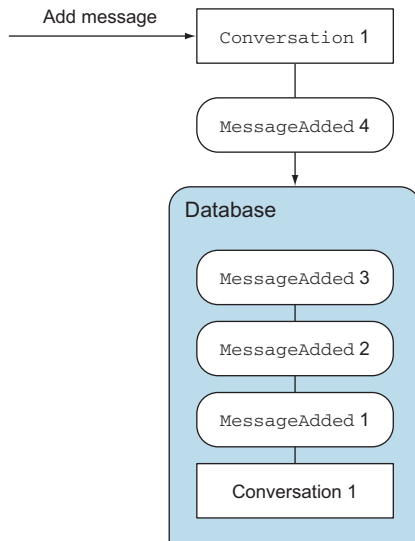 Add message
Conversation 1
MessageAdded 4
Database
MessageAdded 3
MessageAdded 2
MessageAdded 1
Conversation 1